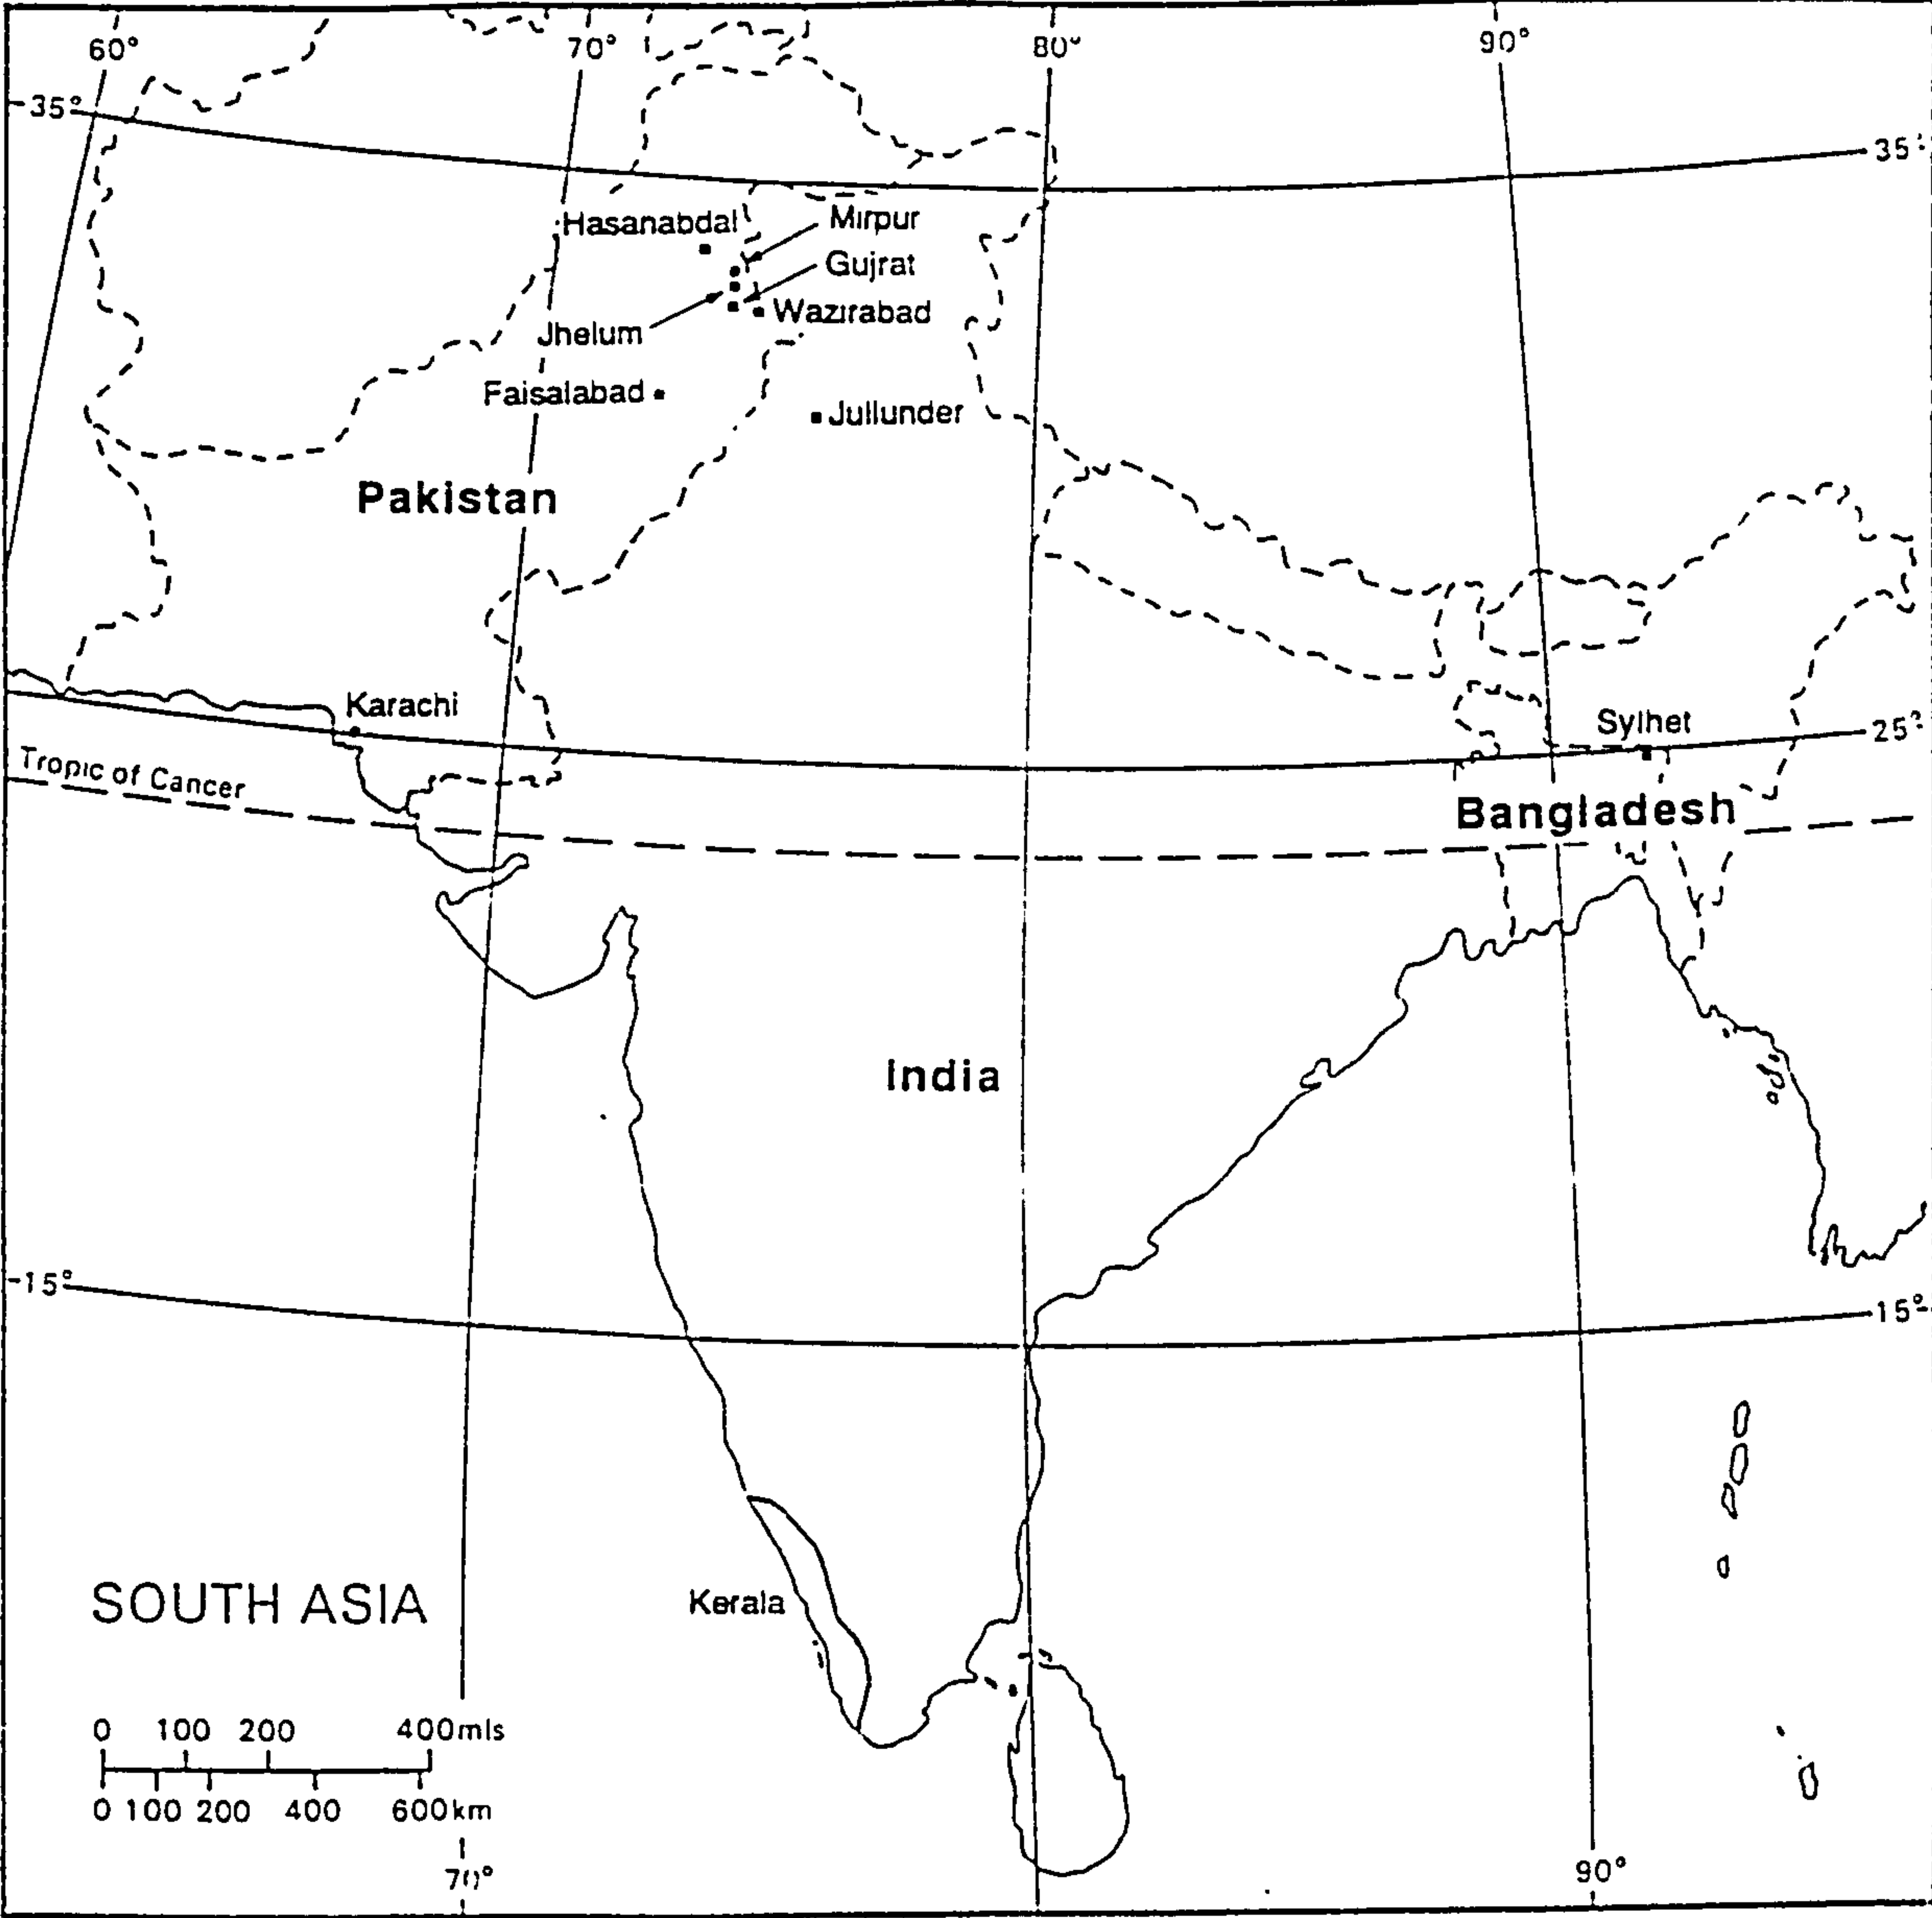 60° 70° 80° 90°
35° 35°
Hasanabdal Mirpur
Gujrat
Wazirabad
Jhelum
Faisalabad
Jullunder
Pakistan
Karachi
Sylhet
25°
Tropic of Cancer
Bangladesh
India
15° 15°
Kerala
SOUTH ASIA
0 100 200 400mls
0 100 200 400 600km
70° 90°